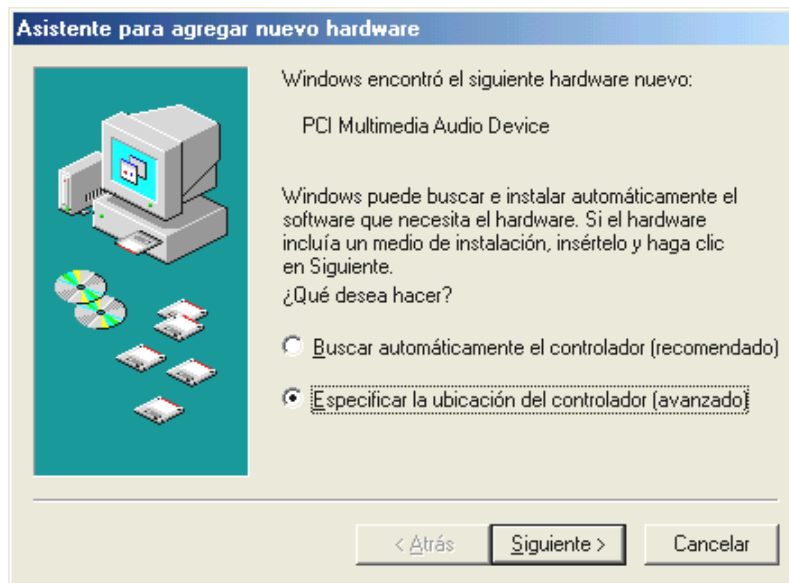 Asistente para agregar nuevo hardware
Windows encontró el siguiente hardware nuevo:
PCI Multimedia Audio Device
Windows puede buscar e instalar automáticamente el
software que necesita el hardware. Si el hardware
incluía un medio de instalación, insértelo y haga clic
en Siguiente.
¿Qué desea hacer?
Buscar automáticamente el controlador (recomendado)
Especificar la ubicación del controlador (avanzado)
< Atrás
Siguiente >
Cancelar